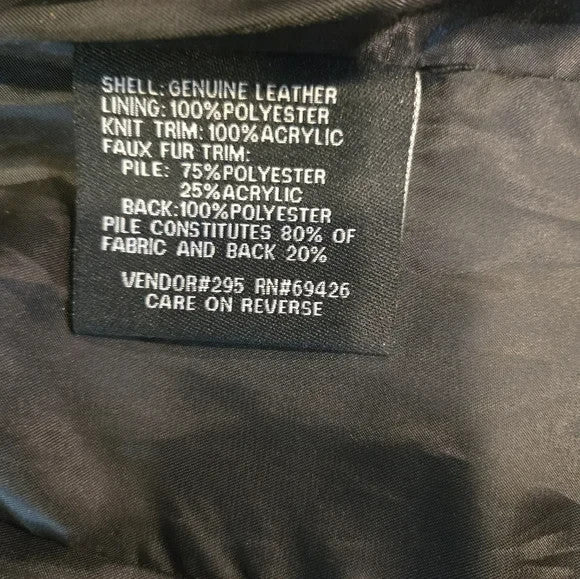 SHELL: GENUINE LEATHER
LINING: 100%POLYESTER
KNIT TRIM: 100%ACRYLIC
FAUX FUR TRIM:
PILE: 75%POLYESTER
25%ACRYLIC
BACK:100%POLYESTER
PILE CONSTITUTES 80% OF
FABRIC AND BACK 20%
VENDOR#295 RN#69426
CARE ON REVERSE